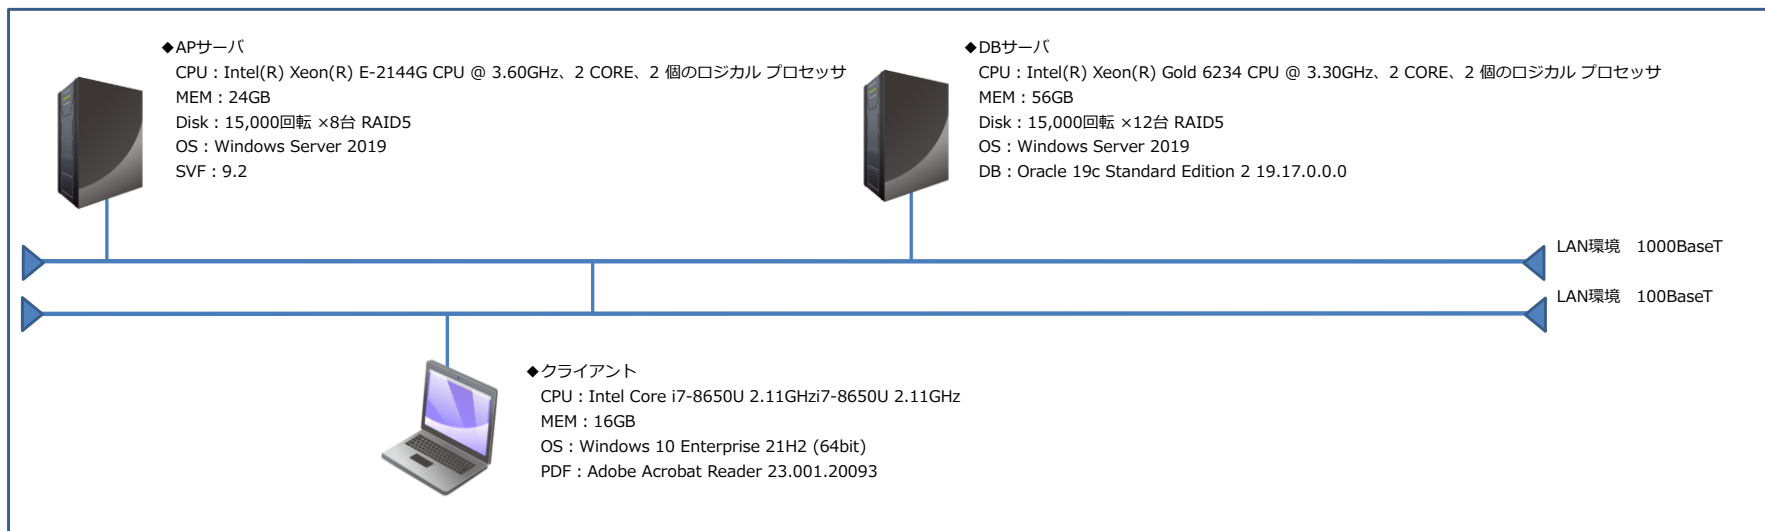 ◆APサーバ
CPU：Intel(R) Xeon(R) E-2144G CPU @ 3.60GHz、2 CORE、2 個のロジカル プロセッサ
MEM：24GB
Disk：15,000回転 ×8台 RAID5
OS：Windows Server 2019
SVF：9.2
◆DBサーバ
CPU：Intel(R) Xeon(R) Gold 6234 CPU @ 3.30GHz、2 CORE、2 個のロジカル プロセッサ
MEM：56GB
Disk：15,000回転 ×12台 RAID5
OS：Windows Server 2019
DB：Oracle 19c Standard Edition 2 19.17.0.0.0
LAN環境　1000BaseT
LAN環境　100BaseT
◆クライアント
CPU：Intel Core i7-8650U 2.11GHzi7-8650U 2.11GHz
MEM：16GB
OS：Windows 10 Enterprise 21H2 (64bit)
PDF：Adobe Acrobat Reader 23.001.20093